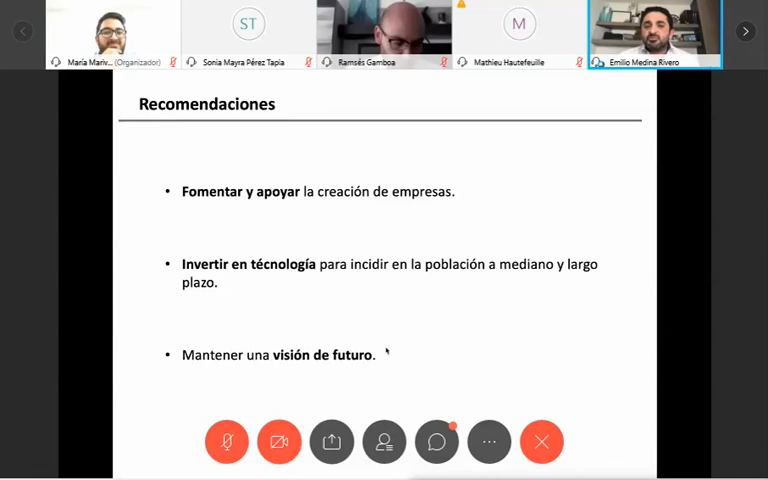 ST
M
María Mariv... (Organizador)
Sonia Mayra Pérez Tapia
Ramsés Gamboa
Mathieu Hautefeuille
Emilio Medina Rivero
Recomendaciones
• Fomentar y apoyar la creación de empresas.
• Invertir en técnología para incidir en la población a mediano y largo
plazo.
• Mantener una visión de futuro.